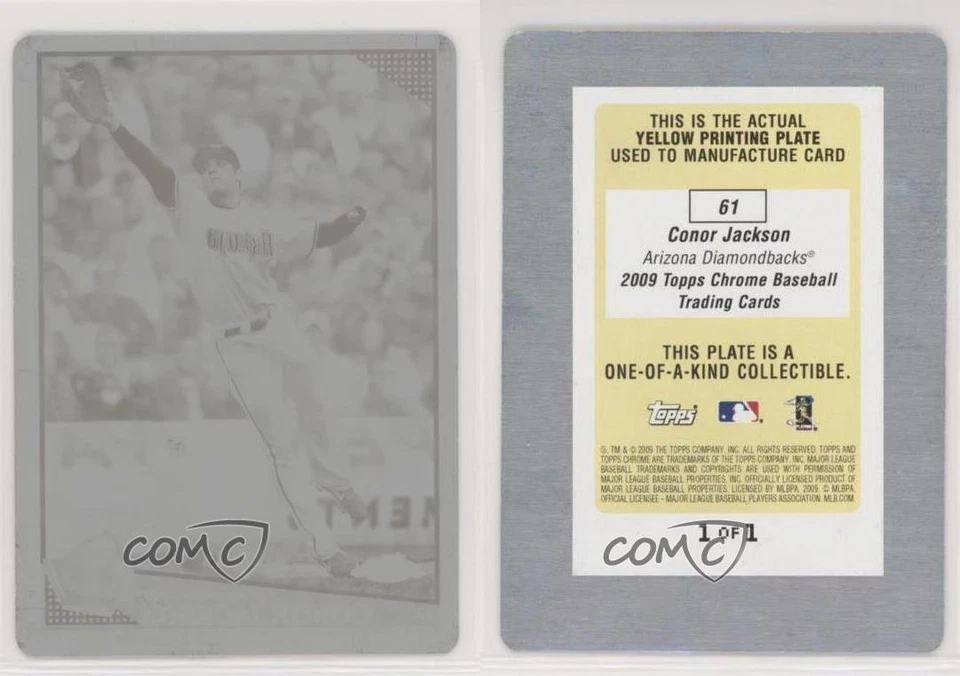 COMC
THIS IS THE ACTUAL
YELLOW PRINTING PLATE
USED TO MANUFACTURE CARD
61
Conor Jackson
Arizona Diamondbacks®
2009 Topps Chrome Baseball
Trading Cards
THIS PLATE IS A
ONE-OF-A-KIND COLLECTIBLE.
topps
®, TM & © 2009 THE TOPPS COMPANY, INC. ALL RIGHTS RESERVED. TOPPS AND
TOPPS CHROME ARE TRADEMARKS OF THE TOPPS COMPANY, INC. MAJOR LEAGUE
BASEBALL TRADEMARKS AND COPYRIGHTS ARE USED WITH PERMISSION OF
MAJOR LEAGUE BASEBALL PROPERTIES, INC. OFFICIALLY LICENSED PRODUCT OF
MAJOR LEAGUE BASEBALL PROPERTIES. LICENSED BY MLBPA. 2009 © MLBPA.
OFFICIAL LICENSEE – MAJOR LEAGUE BASEBALL PLAYERS ASSOCIATION. MLB.COM
1 OF 1
COMC